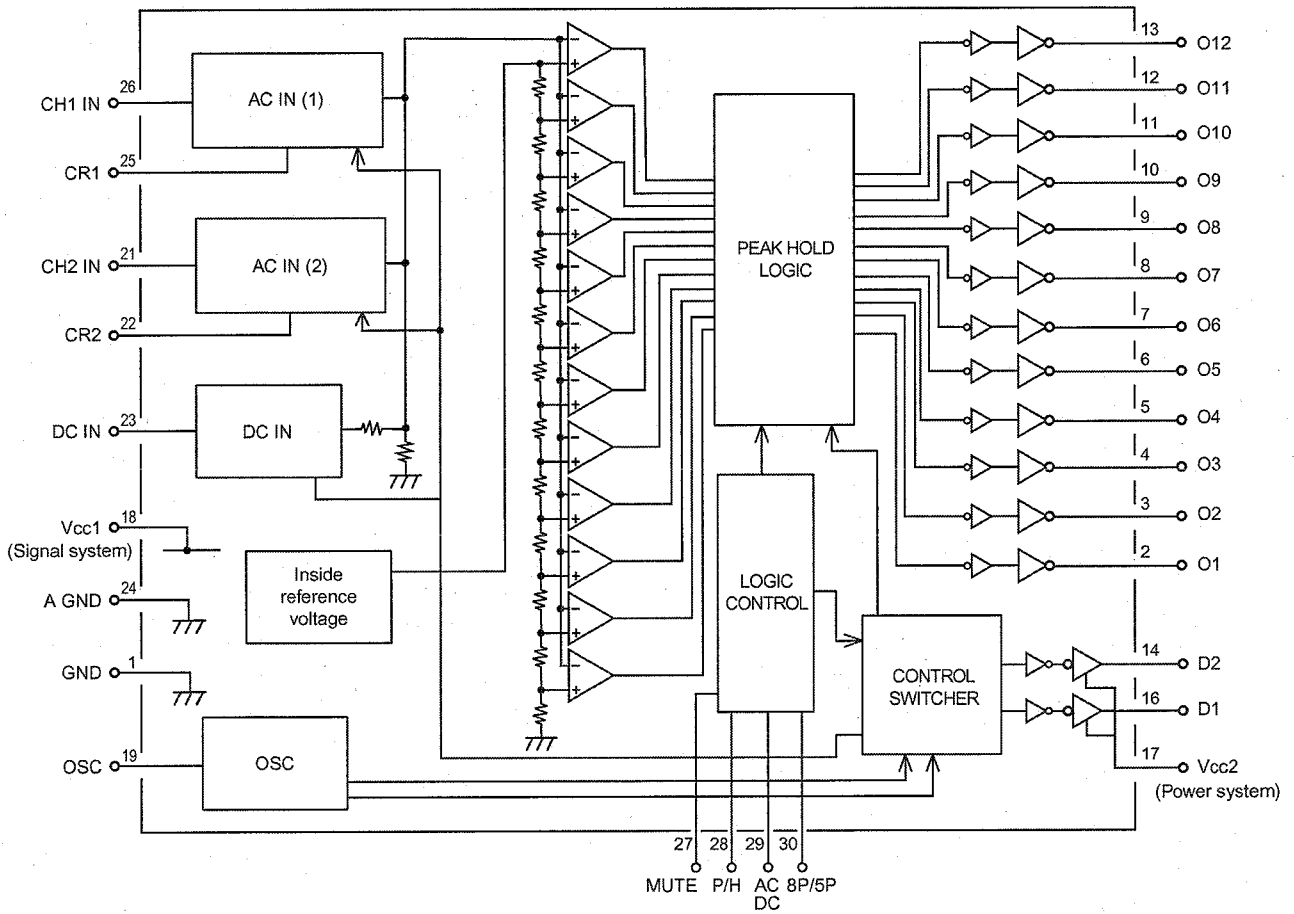 26
CH1 IN
AC IN (1)
25
CR1
21
CH2 IN
AC IN (2)
22
CR2
23
DC IN
DC IN
18
Vcc1
(Signal system)
24
A GND
1
GND
19
OSC
OSC
Inside
reference
voltage
−
+
−
+
−
+
−
+
−
+
−
+
−
+
−
+
−
+
−
+
−
+
−
+
PEAK HOLD
LOGIC
LOGIC
CONTROL
CONTROL
SWITCHER
13
O12
12
O11
11
O10
10
O9
9
O8
8
O7
7
O6
6
O5
5
O4
4
O3
3
O2
2
O1
14
D2
16
D1
17
Vcc2
(Power system)
27 28 29 30
MUTE P/H AC 8P/5P
DC